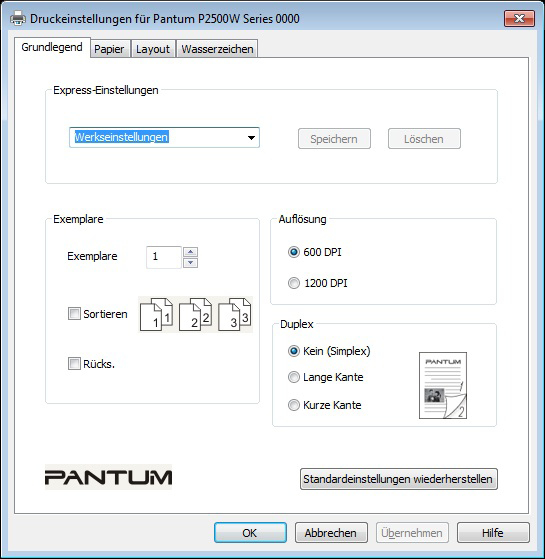 Druckeinstellungen für Pantum P2500W Series 0000
Grundlegend Papier Layout Wasserzeichen
Express-Einstellungen
Werkseinstellungen Speichern Löschen
Exemplare
Exemplare 1
Sortieren 1 1 2 2 3 3
Rücks.
Auflösung
600 DPI
1200 DPI
Duplex
Kein (Simplex)
Lange Kante
Kurze Kante
PANTUM
2
PANTUM
Standardeinstellungen wiederherstellen
OK Abbrechen Übernehmen Hilfe